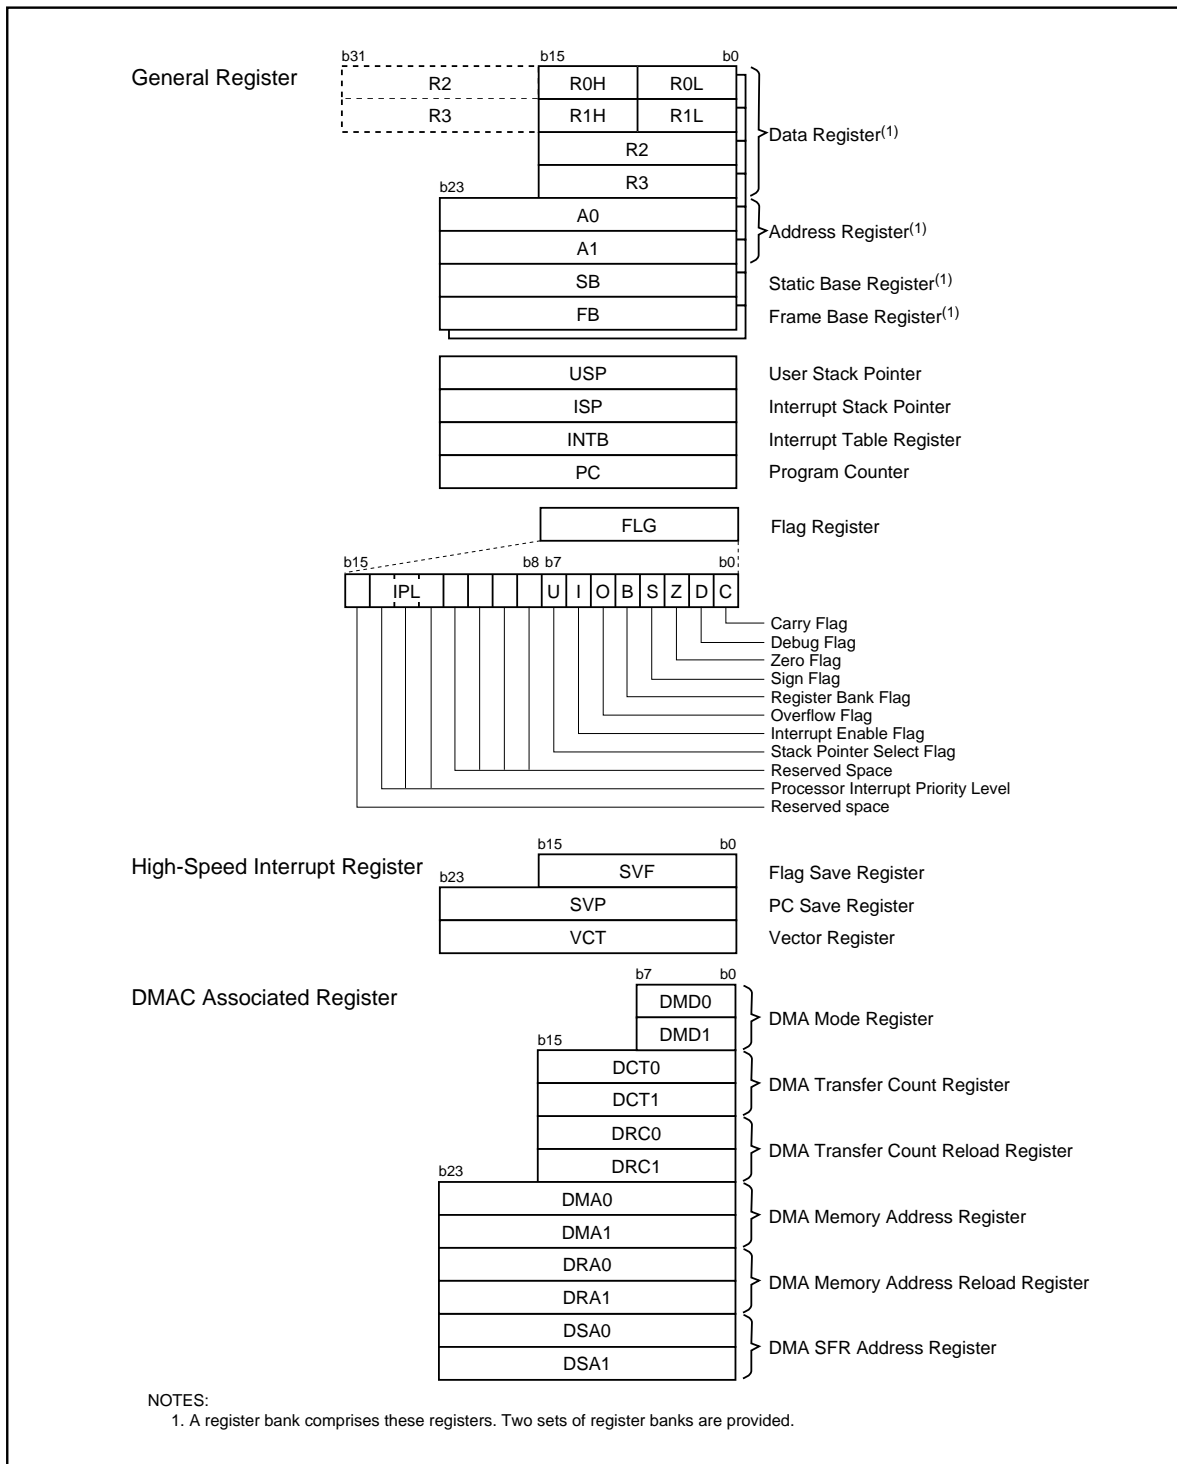 b31 b15 b0
General Register R2 R0H R0L
R3 R1H R1L
Data Register(1)
R2
R3
b23
A0
Address Register(1)
A1
SB Static Base Register(1)
FB Frame Base Register(1)
USP User Stack Pointer
ISP Interrupt Stack Pointer
INTB Interrupt Table Register
PC Program Counter
FLG Flag Register
b15 b8 b7 b0
IPL U I O B S Z D C
Carry Flag
Debug Flag
Zero Flag
Sign Flag
Register Bank Flag
Overflow Flag
Interrupt Enable Flag
Stack Pointer Select Flag
Reserved Space
Processor Interrupt Priority Level
Reserved space
b15 b0
High-Speed Interrupt Register
SVF Flag Save Register
b23
SVP PC Save Register
VCT Vector Register
b7 b0
DMAC Associated Register
DMD0
DMA Mode Register
DMD1
b15
DCT0
DMA Transfer Count Register
DCT1
DRC0
DMA Transfer Count Reload Register
DRC1
b23
DMA0
DMA Memory Address Register
DMA1
DRA0
DMA Memory Address Reload Register
DRA1
DSA0
DMA SFR Address Register
DSA1
NOTES:
1. A register bank comprises these registers. Two sets of register banks are provided.